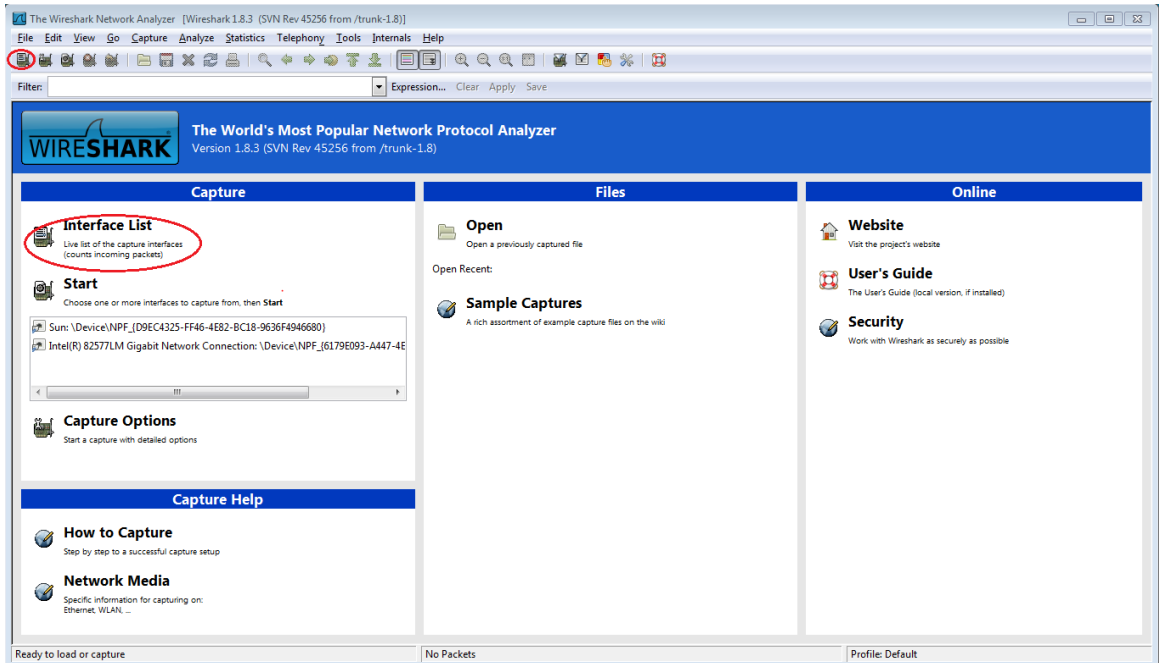 The Wireshark Network Analyzer [Wireshark 1.8.3 (SVN Rev 45256 from /trunk-1.8)]
File Edit View Go Capture Analyze Statistics Telephony Tools Internals Help
Filter: Expression... Clear Apply Save
WIRESHARK
The World's Most Popular Network Protocol Analyzer
Version 1.8.3 (SVN Rev 45256 from /trunk-1.8)
Capture
Interface List
Live list of the capture interfaces
(counts incoming packets)
Start
Choose one or more interfaces to capture from, then Start
Sun: \Device\NPF_{D9EC4325-FF46-4E82-BC18-9636F4946680}
Intel(R) 82577LM Gigabit Network Connection: \Device\NPF_{6179E093-A447-4E
Capture Options
Start a capture with detailed options
Capture Help
How to Capture
Step by step to a successful capture setup
Network Media
Specific information for capturing on:
Ethernet, WLAN, ...
Files
Open
Open a previously captured file
Open Recent:
Sample Captures
A rich assortment of example capture files on the wiki
Online
Website
Visit the project's website
User's Guide
The User's Guide (local version, if installed)
Security
Work with Wireshark as securely as possible
Ready to load or capture
No Packets
Profile: Default